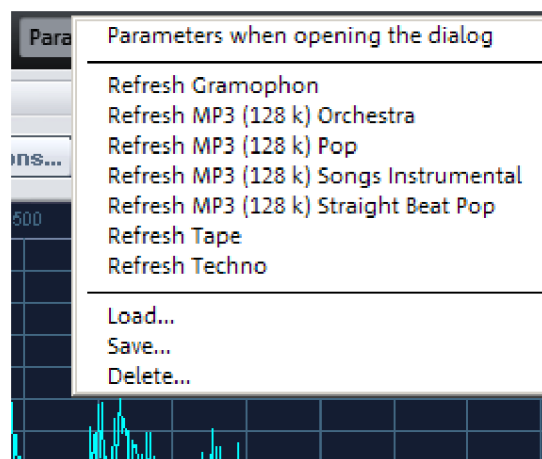 Para
Parameters when opening the dialog
Refresh Gramophon
Refresh MP3 (128 k) Orchestra
Refresh MP3 (128 k) Pop
ons...
Refresh MP3 (128 k) Songs Instrumental
Refresh MP3 (128 k) Straight Beat Pop
500
Refresh Tape
Refresh Techno
Load...
Save...
Delete...